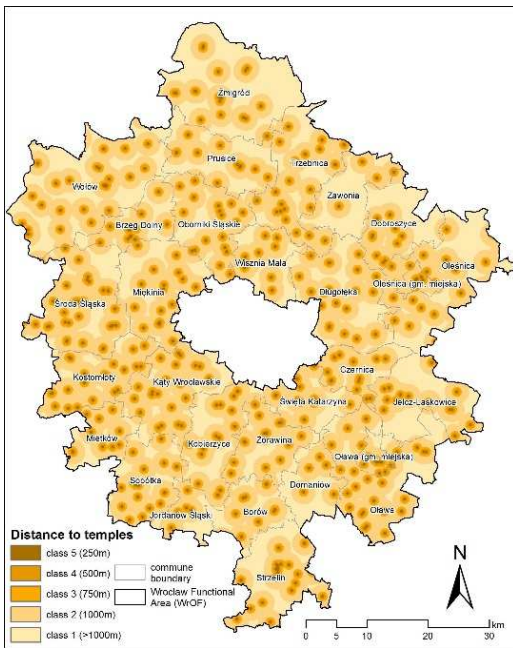 Żmigród
Prusice
Trzebnica
Wołów
Zawonia
Brzeg Dolny
Oborniki Śląskie
Dobroszyce
Wisznia Mała
Oleśnica
Miękinia
Długołęka
Oleśnica (gm. miejska)
Środa Śląska
Czernica
Kostomłoty
Kąty Wrocławskie
Święta Katarzyna
Jelcz-Laskowice
Mietków
Kobierzyce
Żórawina
Oława (gm. miejska)
Sobótka
Domaniów
Jordanów Śląski
Borów
Oława
Strzelin
Distance to temples
class 5 (250m)
class 4 (500m)
class 3 (750m)
class 2 (1000m)
class 1 (>1000m)
commune
boundary
Wroclaw Functional
Area (WrOF)
N
km
0 5 10 20 30